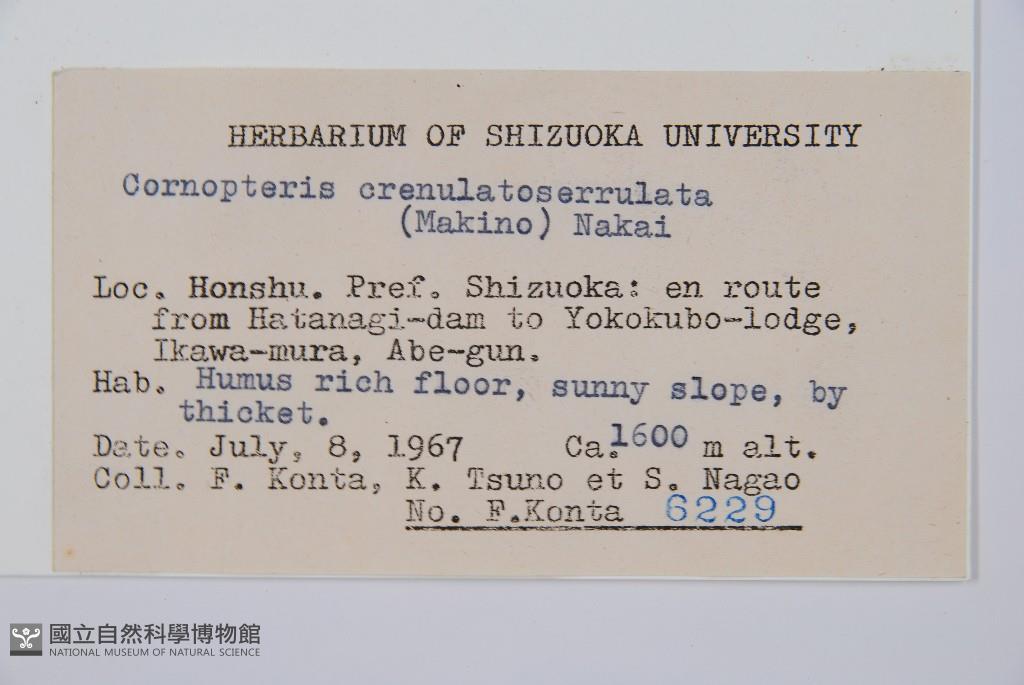 HERBARIUM OF SHIZUOKA UNIVERSITY
Cornopteris crenulatoserrulata
(Makino) Nakai
Loc. Honshu. Pref. Shizuoka: en route
from Hatanagi-dam to Yokokubo-lodge,
Ikawa-mura, Abe-gun.
Hab. Humus rich floor, sunny slope, by
thicket.
Date. July, 8, 1967 Ca. 1600 m alt.
Coll. F. Konta, K. Tsuno et S. Nagao
No. F.Konta 6229
國立自然科學博物館
NATIONAL MUSEUM OF NATURAL SCIENCE